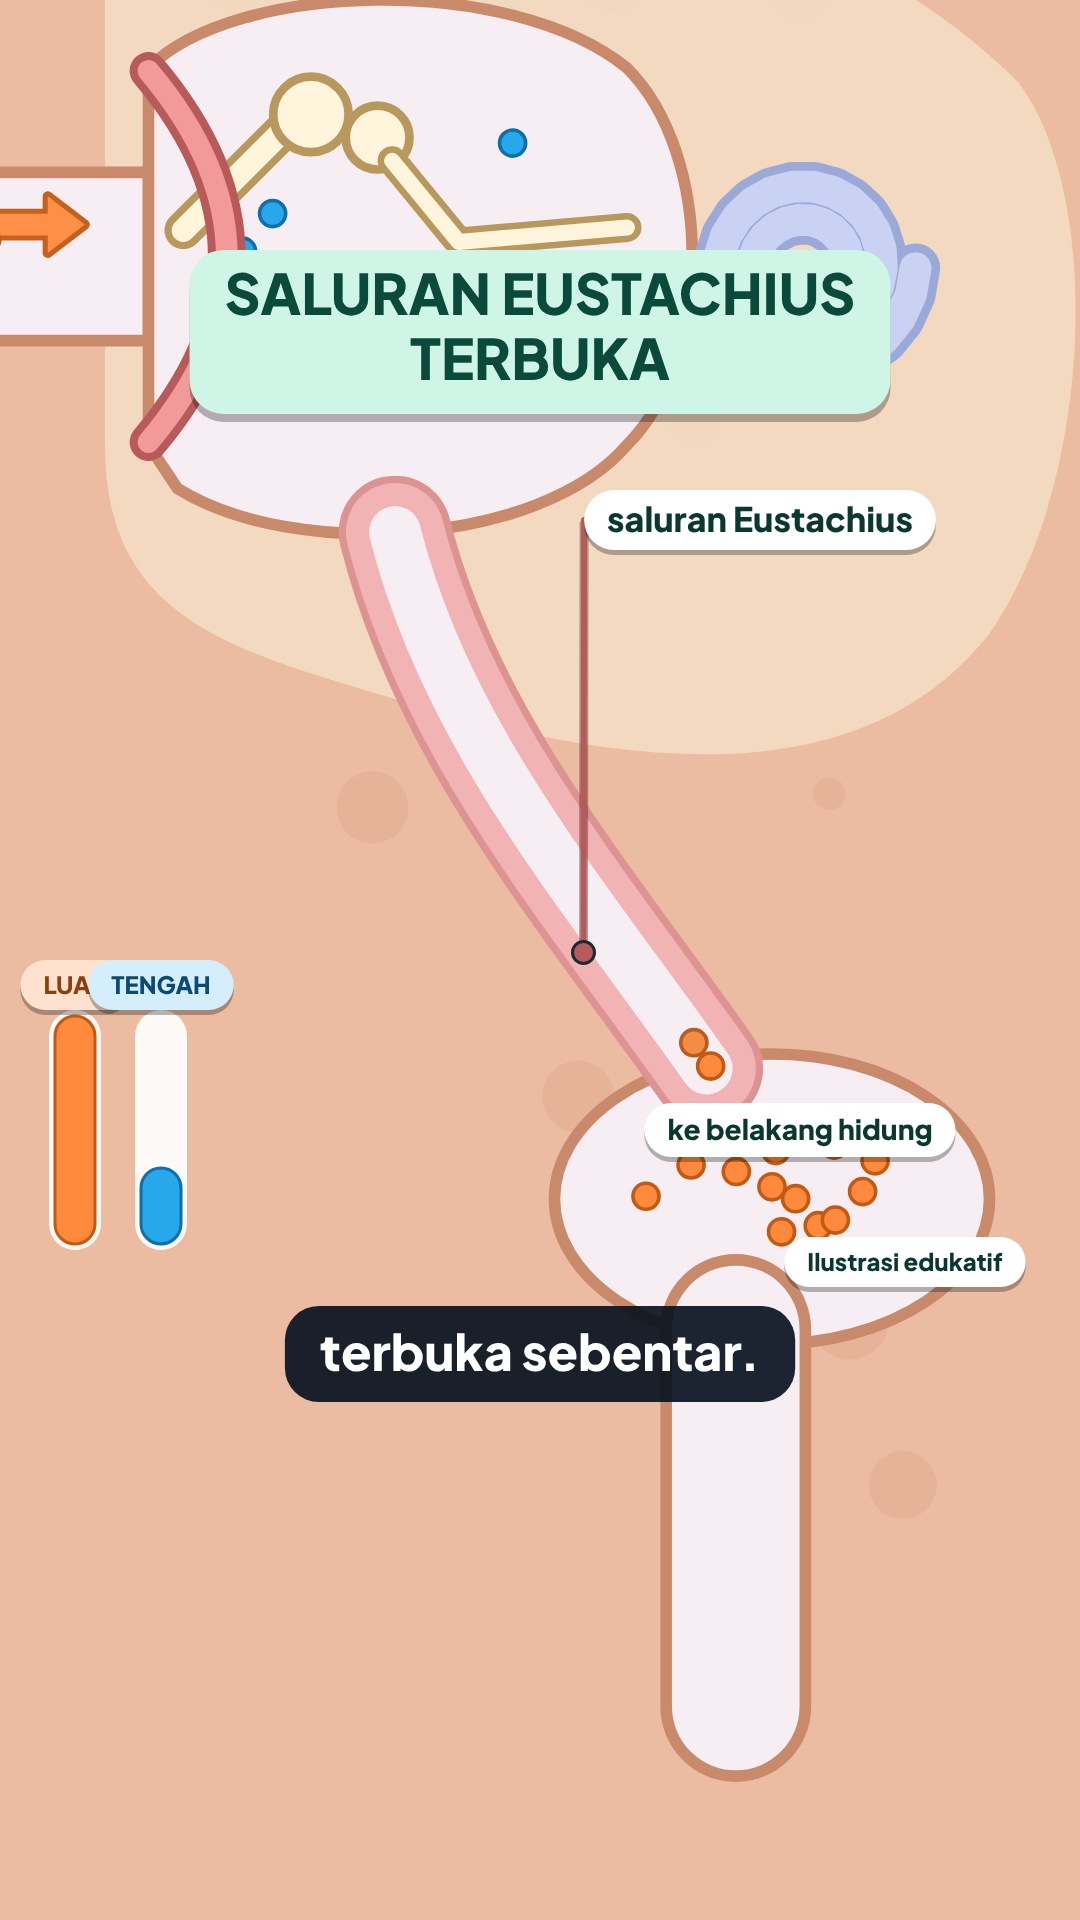 SALURAN EUSTACHIUS
TERBUKA
saluran Eustachius
LUA
TENGAH
ke belakang hidung
Ilustrasi edukatif
terbuka sebentar.